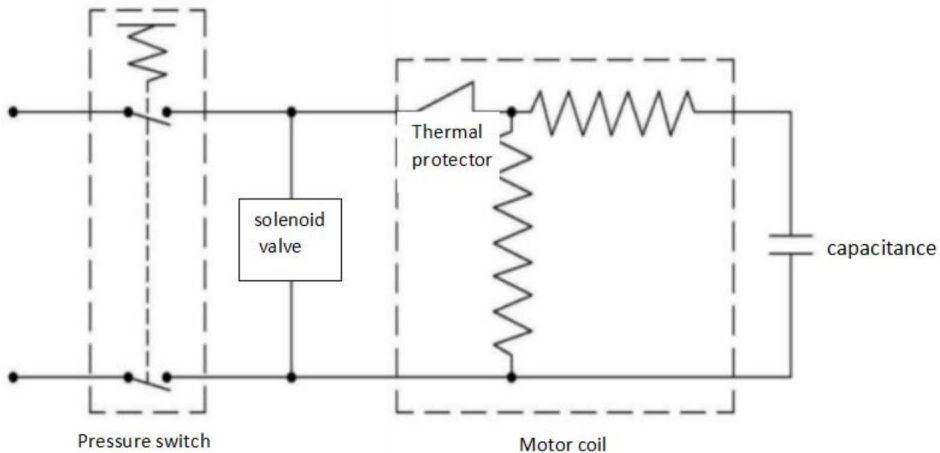 Thermal
protector
solenoid
valve
capacitance
Pressure switch
Motor coil